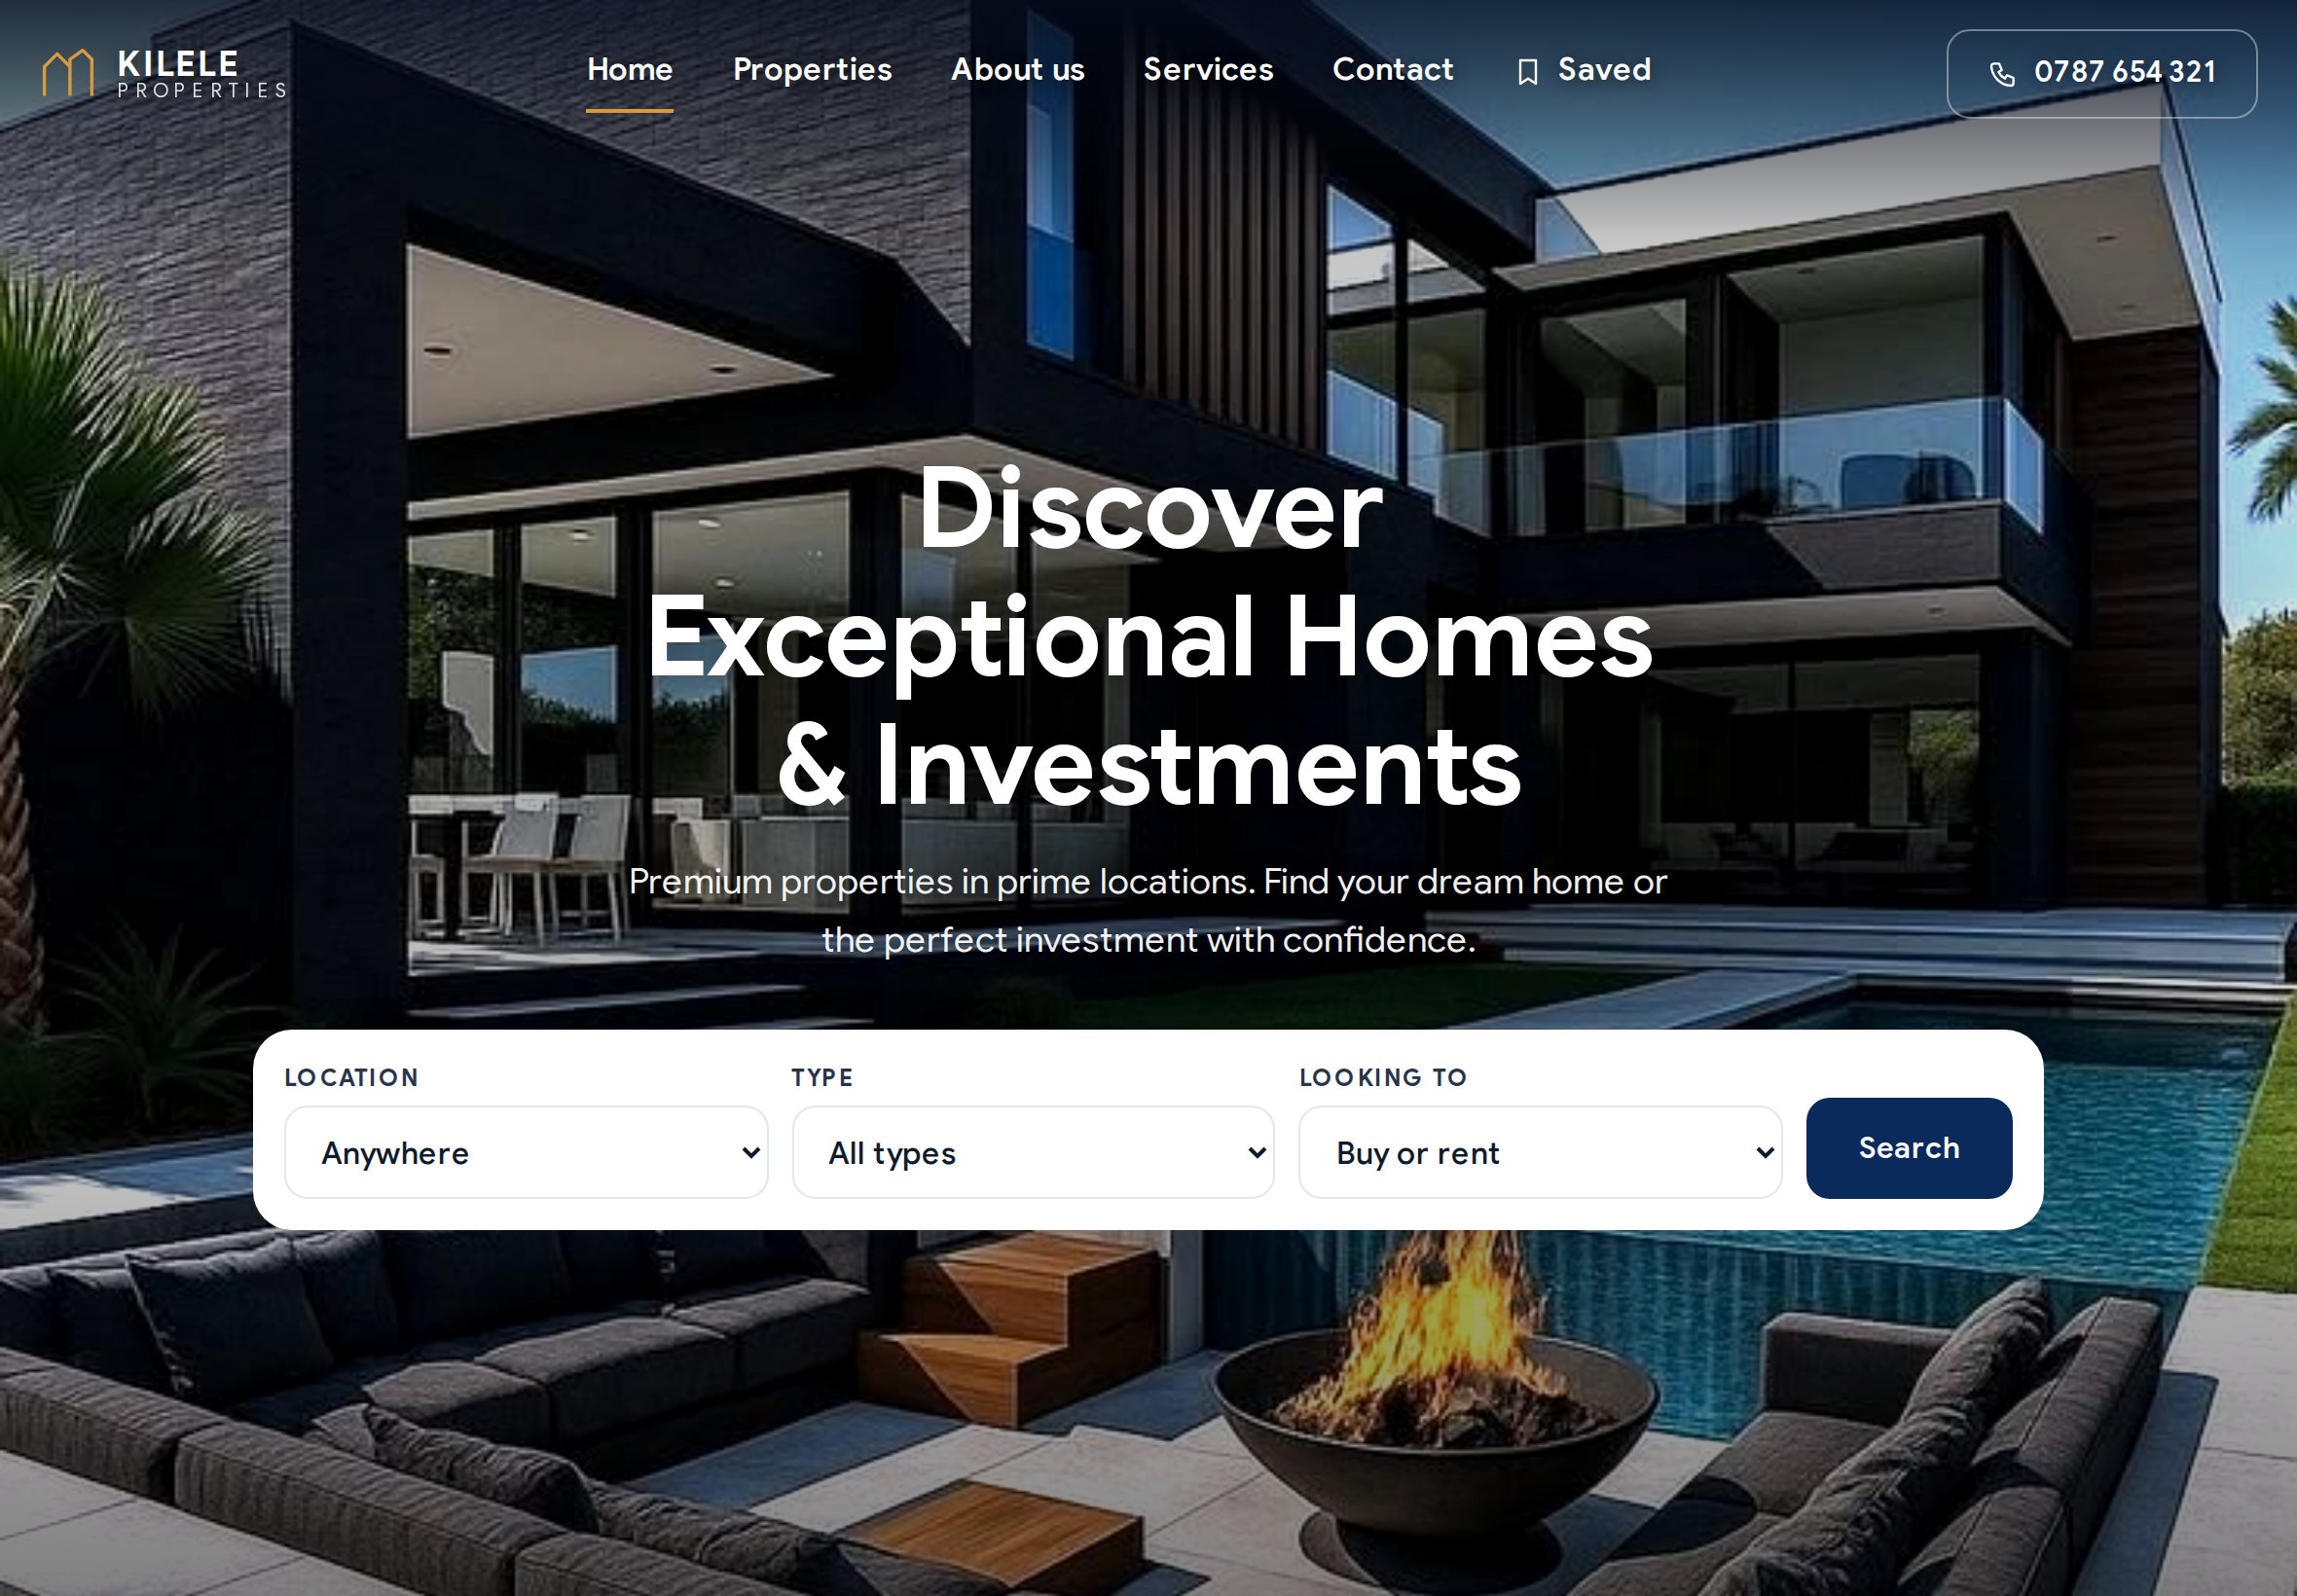 KILELE
PROPERTIES
Home Properties About us Services Contact Saved
0787 654 321
Discover
Exceptional Homes
& Investments
Premium properties in prime locations. Find your dream home or
the perfect investment with confidence.
LOCATION TYPE LOOKING TO
Anywhere All types Buy or rent Search